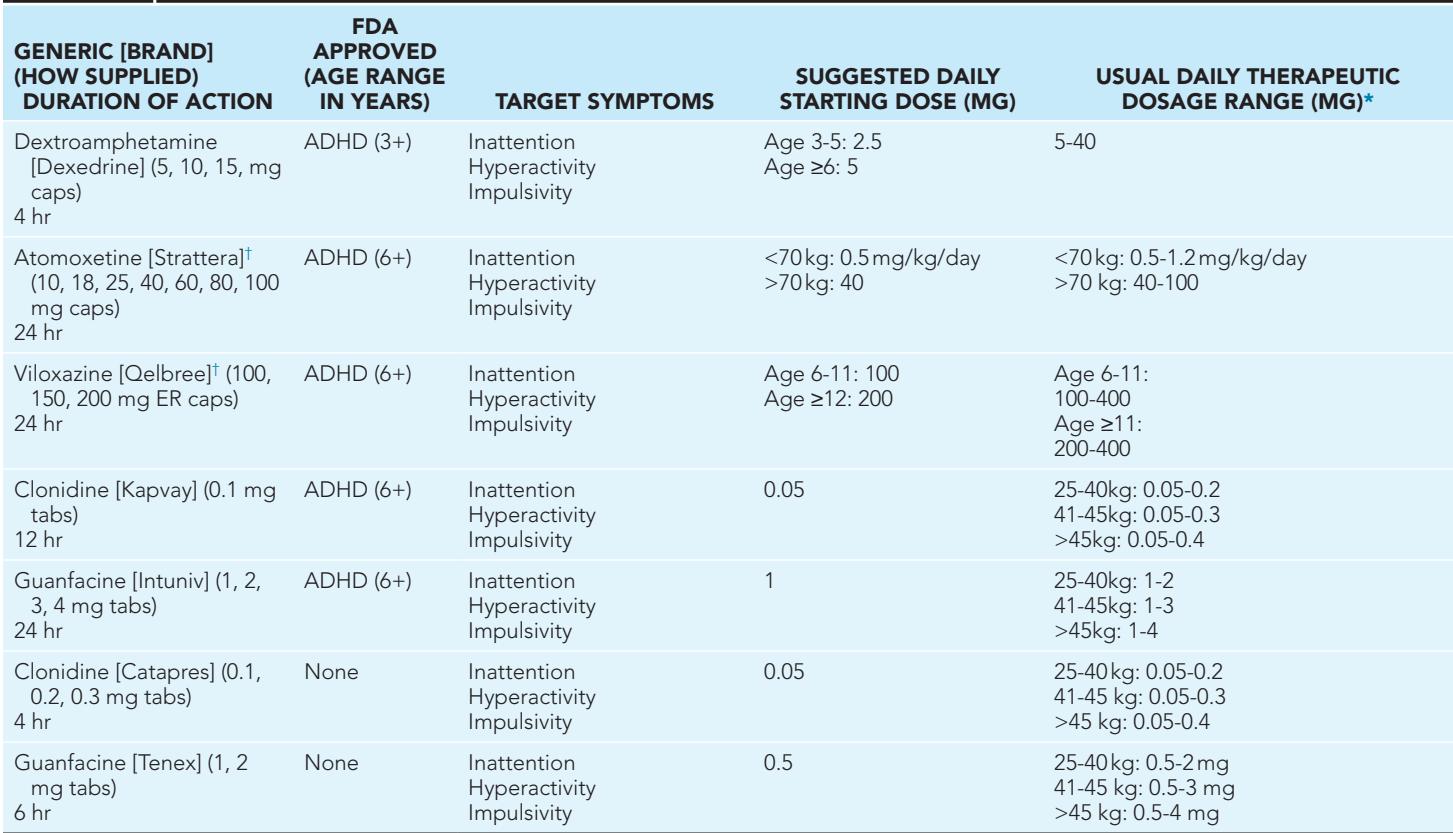 GENERIC [BRAND]
(HOW SUPPLIED)
DURATION OF ACTION
FDA
APPROVED
(AGE RANGE
IN YEARS)
TARGET SYMPTOMS
SUGGESTED DAILY
STARTING DOSE (MG)
USUAL DAILY THERAPEUTIC
DOSAGE RANGE (MG)*
Dextroamphetamine
[Dexedrine] (5, 10, 15, mg
caps)
4 hr
ADHD (3+)
Inattention
Hyperactivity
Impulsivity
Age 3-5: 2.5
Age ≥6: 5
5-40
Atomoxetine [Strattera]†
(10, 18, 25, 40, 60, 80, 100
mg caps)
24 hr
ADHD (6+)
Inattention
Hyperactivity
Impulsivity
<70 kg: 0.5 mg/kg/day
>70 kg: 40
<70 kg: 0.5-1.2 mg/kg/day
>70 kg: 40-100
Viloxazine [Qelbree]† (100,
150, 200 mg ER caps)
24 hr
ADHD (6+)
Inattention
Hyperactivity
Impulsivity
Age 6-11: 100
Age ≥12: 200
Age 6-11:
100-400
Age ≥11:
200-400
Clonidine [Kapvay] (0.1 mg
tabs)
12 hr
ADHD (6+)
Inattention
Hyperactivity
Impulsivity
0.05
25-40kg: 0.05-0.2
41-45kg: 0.05-0.3
>45kg: 0.05-0.4
Guanfacine [Intuniv] (1, 2,
3, 4 mg tabs)
24 hr
ADHD (6+)
Inattention
Hyperactivity
Impulsivity
1
25-40kg: 1-2
41-45kg: 1-3
>45kg: 1-4
Clonidine [Catapres] (0.1,
0.2, 0.3 mg tabs)
4 hr
None
Inattention
Hyperactivity
Impulsivity
0.05
25-40 kg: 0.05-0.2
41-45 kg: 0.05-0.3
>45 kg: 0.05-0.4
Guanfacine [Tenex] (1, 2
mg tabs)
6 hr
None
Inattention
Hyperactivity
Impulsivity
0.5
25-40 kg: 0.5-2 mg
41-45 kg: 0.5-3 mg
>45 kg: 0.5-4 mg